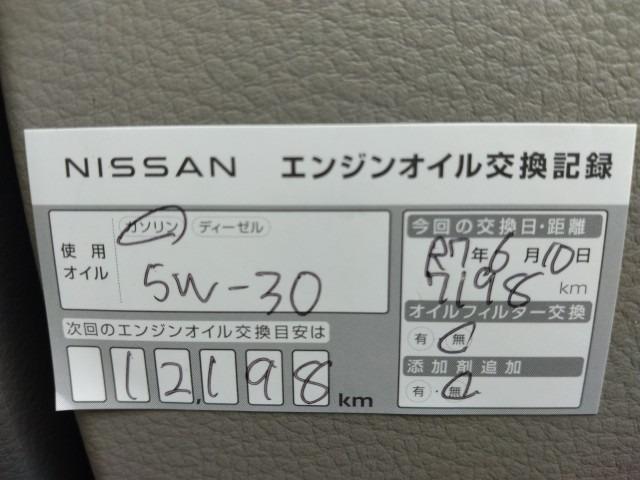 NISSAN エンジンオイル交換記録
使用オイル
ガソリン ディーゼル
5W-30
次回のエンジンオイル交換目安は
12,198 km
今回の交換日・距離
R7年6月10日
7198 km
オイルフィルター交換
有・無
添加剤追加
有・無